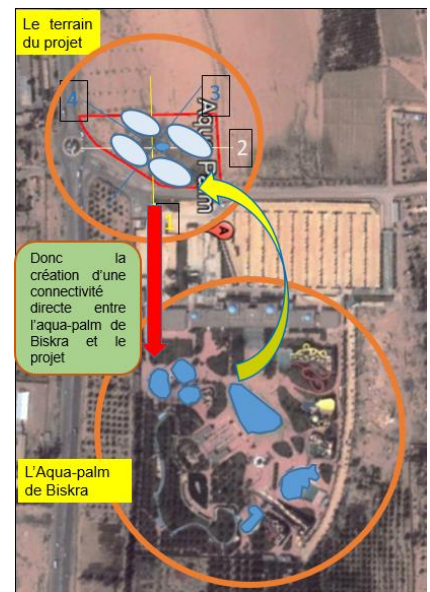 Le terrain
du projet
4
3
Aqua Palm
2
1
A
Donc la
création d'une
connectivité
directe entre
l'aqua-palm de
Biskra et le
projet
L'Aqua-palm
de Biskra